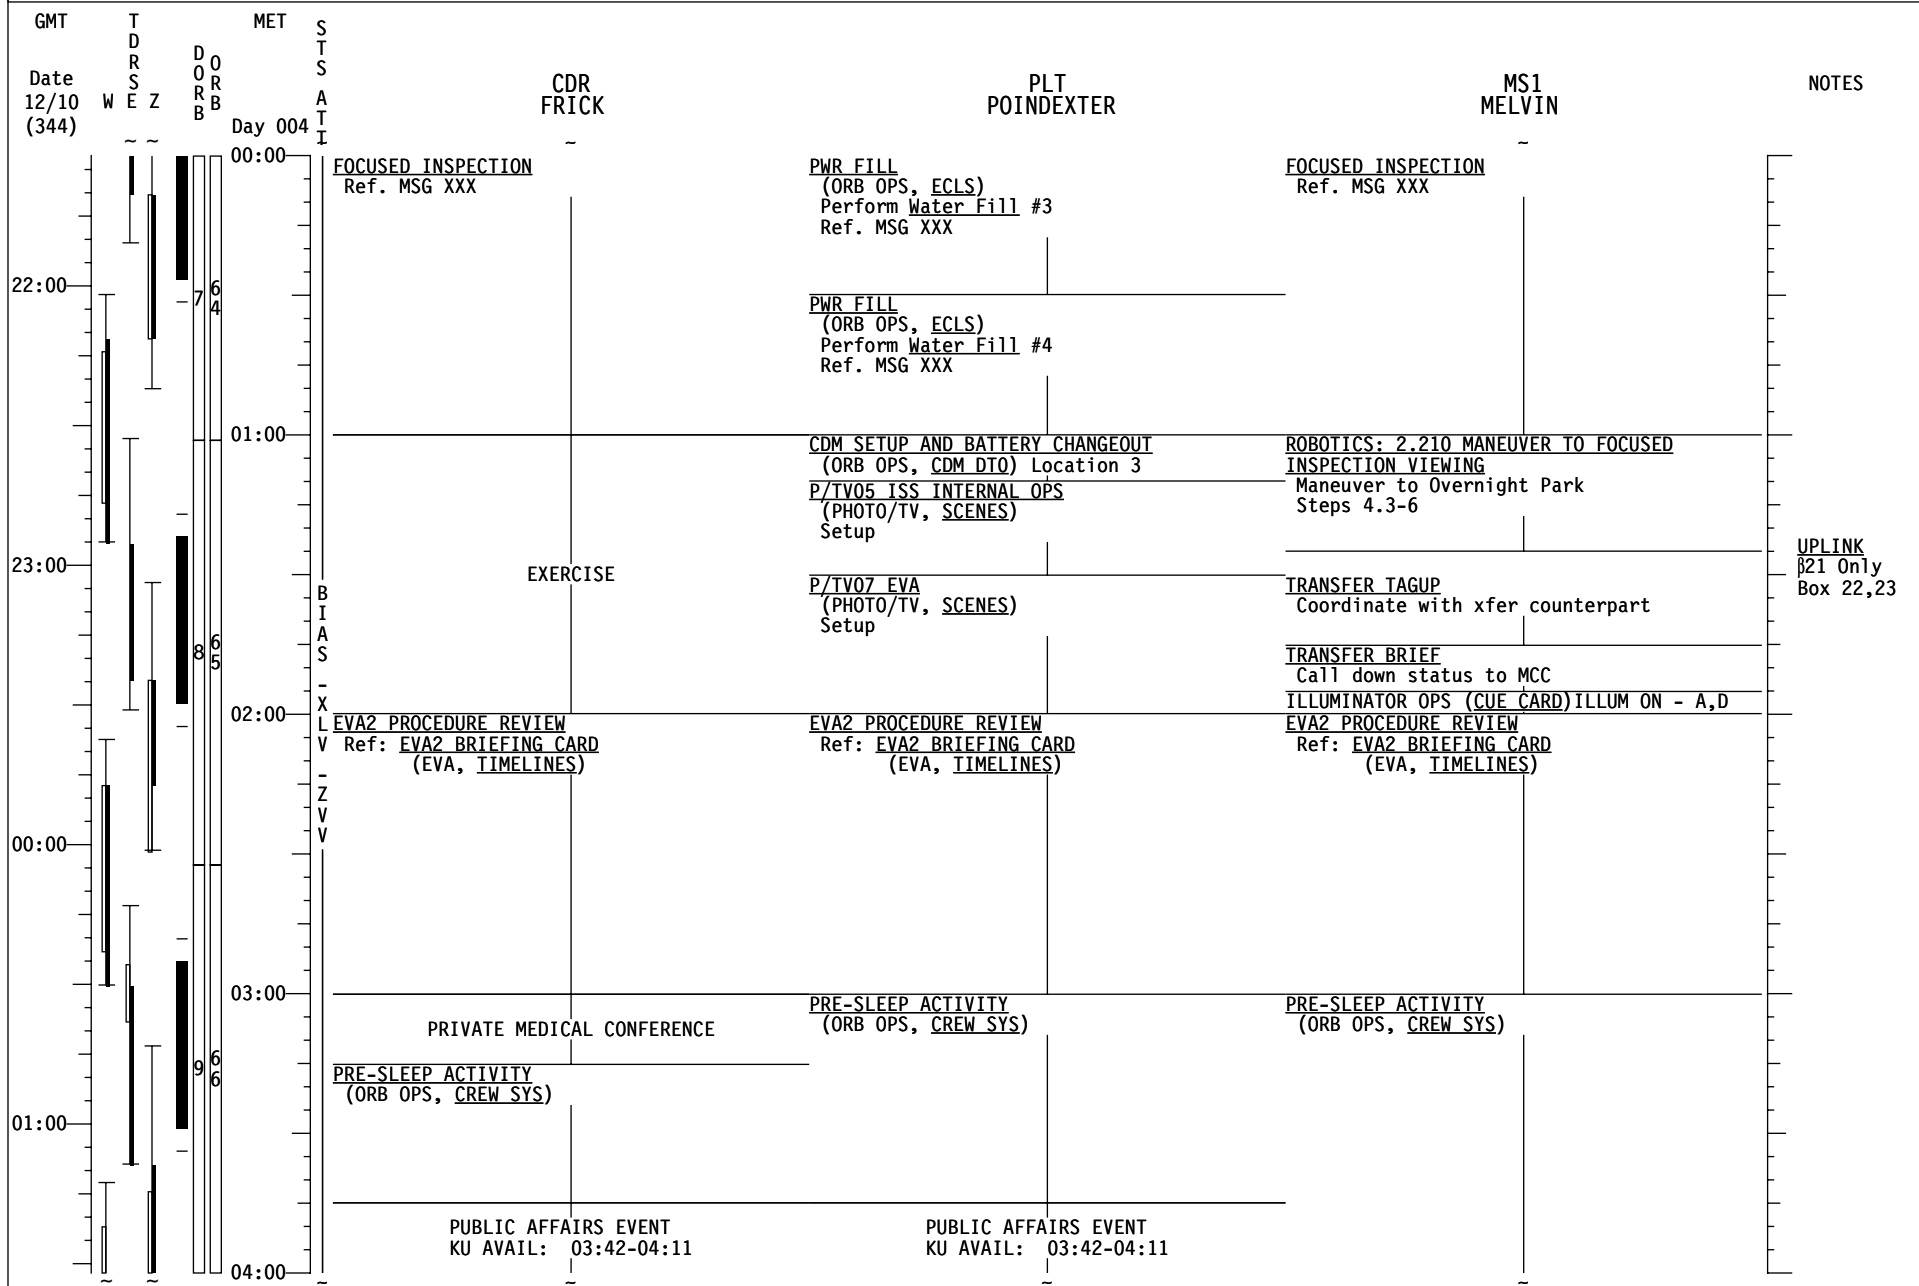 GMT
TDRS
MET
STS ATT
Date
12/10
(344)
W E Z
DORB
ORB
Day 004
CDR
FRICK
PLT
POINDEXTER
MS1
MELVIN
NOTES
00:00
FOCUSED INSPECTION
Ref. MSG XXX
PWR FILL
(ORB OPS, ECLS)
Perform Water Fill #3
Ref. MSG XXX
FOCUSED INSPECTION
Ref. MSG XXX
22:00
7
64
PWR FILL
(ORB OPS, ECLS)
Perform Water Fill #4
Ref. MSG XXX
01:00
CDM SETUP AND BATTERY CHANGEOUT
(ORB OPS, CDM DTO) Location 3
P/TV05 ISS INTERNAL OPS
(PHOTO/TV, SCENES)
Setup
ROBOTICS: 2.210 MANEUVER TO FOCUSED
INSPECTION VIEWING
Maneuver to Overnight Park
Steps 4.3-6
23:00
EXERCISE
UPLINK
β21 Only
Box 22,23
BIAS -XLV -ZVV
P/TV07 EVA
(PHOTO/TV, SCENES)
Setup
TRANSFER TAGUP
Coordinate with xfer counterpart
8
65
TRANSFER BRIEF
Call down status to MCC
ILLUMINATOR OPS (CUE CARD)ILLUM ON - A,D
02:00
EVA2 PROCEDURE REVIEW
Ref: EVA2 BRIEFING CARD
(EVA, TIMELINES)
EVA2 PROCEDURE REVIEW
Ref: EVA2 BRIEFING CARD
(EVA, TIMELINES)
EVA2 PROCEDURE REVIEW
Ref: EVA2 BRIEFING CARD
(EVA, TIMELINES)
00:00
03:00
PRIVATE MEDICAL CONFERENCE
PRE-SLEEP ACTIVITY
(ORB OPS, CREW SYS)
PRE-SLEEP ACTIVITY
(ORB OPS, CREW SYS)
9
66
PRE-SLEEP ACTIVITY
(ORB OPS, CREW SYS)
01:00
PUBLIC AFFAIRS EVENT
KU AVAIL: 03:42-04:11
PUBLIC AFFAIRS EVENT
KU AVAIL: 03:42-04:11
04:00